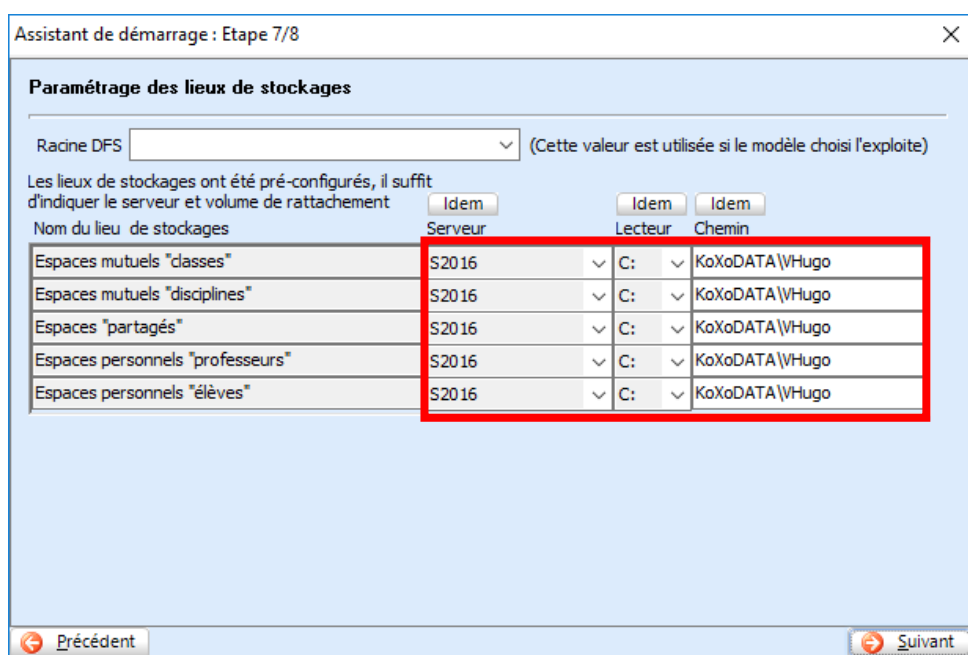 Assistant de démarrage : Etape 7/8
Paramétrage des lieux de stockages
Racine DFS (Cette valeur est utilisée si le modèle choisi l'exploite)
Les lieux de stockages ont été pré-configurés, il suffit
d'indiquer le serveur et volume de rattachement Idem Idem Idem
Nom du lieu de stockages Serveur Lecteur Chemin
Espaces mutuels "classes" S2016 C: KoXoDATA\VHugo
Espaces mutuels "disciplines" S2016 C: KoXoDATA\VHugo
Espaces "partagés" S2016 C: KoXoDATA\VHugo
Espaces personnels "professeurs" S2016 C: KoXoDATA\VHugo
Espaces personnels "élèves" S2016 C: KoXoDATA\VHugo
Précédent Suivant